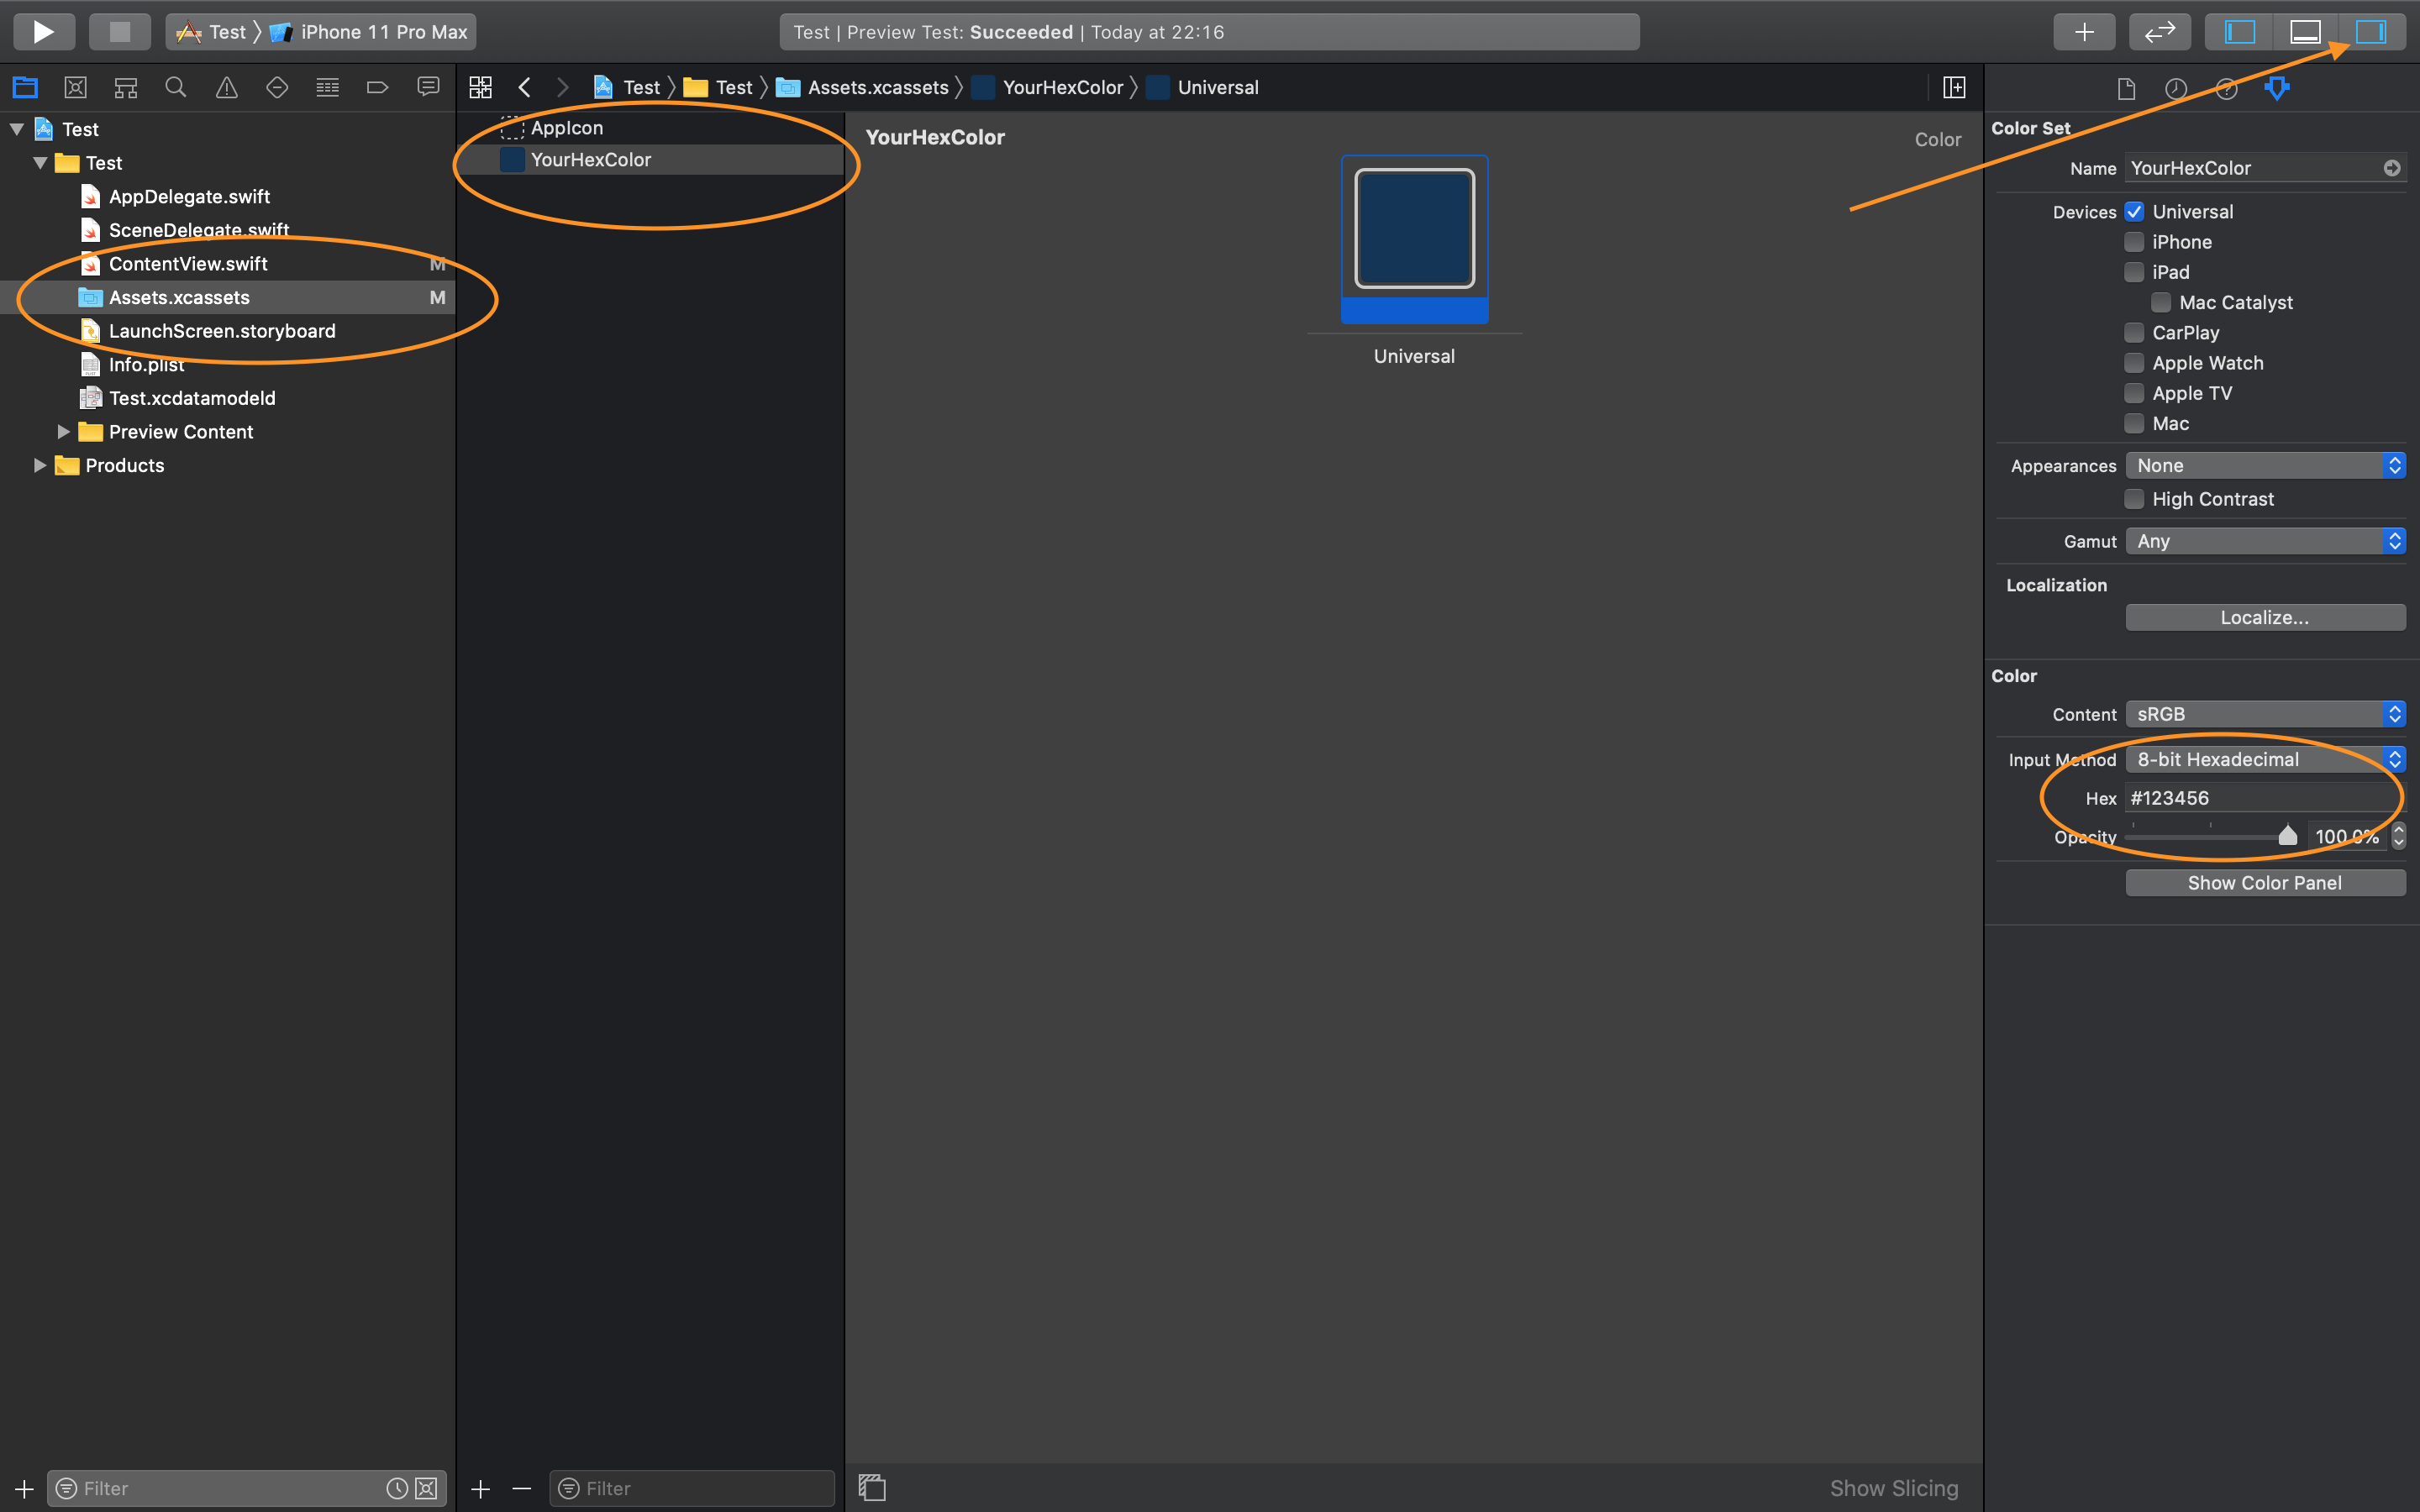 Test 〉 iPhone 11 Pro Max
Test | Preview Test: Succeeded | Today at 22:16
Test 〉 Test 〉 Assets.xcassets 〉 YourHexColor 〉 Universal
Test
Test
AppDelegate.swift
SceneDelegate.swift
ContentView.swift M
Assets.xcassets M
LaunchScreen.storyboard
Info.plist
Test.xcdatamodeld
Preview Content
Products
Filter
AppIcon
YourHexColor
Filter
YourHexColor
Color
Universal
Show Slicing
Color Set
Name YourHexColor
Devices Universal
iPhone
iPad
Mac Catalyst
CarPlay
Apple Watch
Apple TV
Mac
Appearances None
High Contrast
Gamut Any
Localization
Localize...
Color
Content sRGB
Input Method 8-bit Hexadecimal
Hex #123456
Opacity 100.0%
Show Color Panel